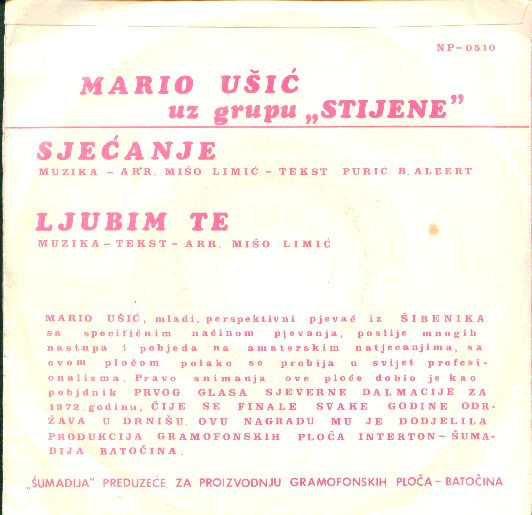 NP-0510
MARIO UŠIĆ
uz grupu „STIJENE”
SJEĆANJE
MUZIKA – ARR. MIŠO LIMIĆ – TEKST PURIĆ B. ALEERT
LJUBIM TE
MUZIKA – TEKST – ARR. MIŠO LIMIĆ
MARIO UŠIĆ, mladi, perspektivni pjevač iz ŠIBENIKA
sa specifičnim načinom pjevanja, poslije mnogih
nastupa i pobjeda na amaterskim natjecanjima, sa
ovom pločom polako se probija u svijet profesi-
onalizma. Pravo snimanja ove ploče dobio je kao
pobjdnik PRVOG GLASA SJEVERNE DALMACIJE ZA
1972. godinu, ČIJE SE FINALE SVAKE GODINE ODR-
ŽAVA U DRNIŠU. OVU NAGRADU MU JE DODJELILA
PRODUKCIJA GRAMOFONSKIH PLOČA INTERTON – ŠUMA-
DIJA BATOČINA.
„ŠUMADIJA” PREDUZEĆE ZA PROIZVODNJU GRAMOFONSKIH PLOČA – BATOČINA